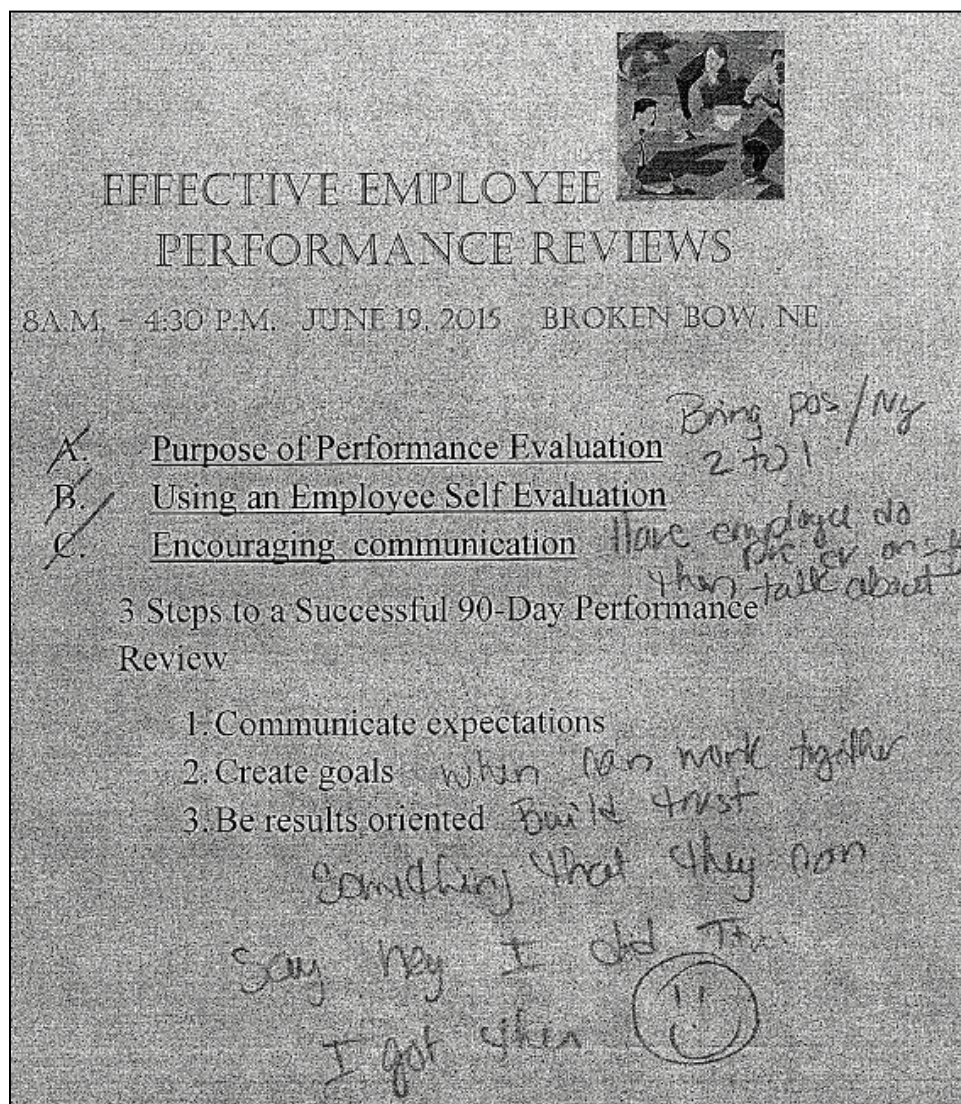 EFFECTIVE EMPLOYEE
PERFORMANCE REVIEWS
8A.M. – 4:30 P.M. JUNE 19, 2015 BROKEN BOW, NE
Bring pos/Ng
A. Purpose of Performance Evaluation 2 to 1
B. Using an Employee Self Evaluation
C. Encouraging communication Have employee do
then talk about
3 Steps to a Successful 90-Day Performance
Review
1. Communicate expectations
2. Create goals when can work together
3. Be results oriented Build trust
Something that they can
Say hey I did
I got